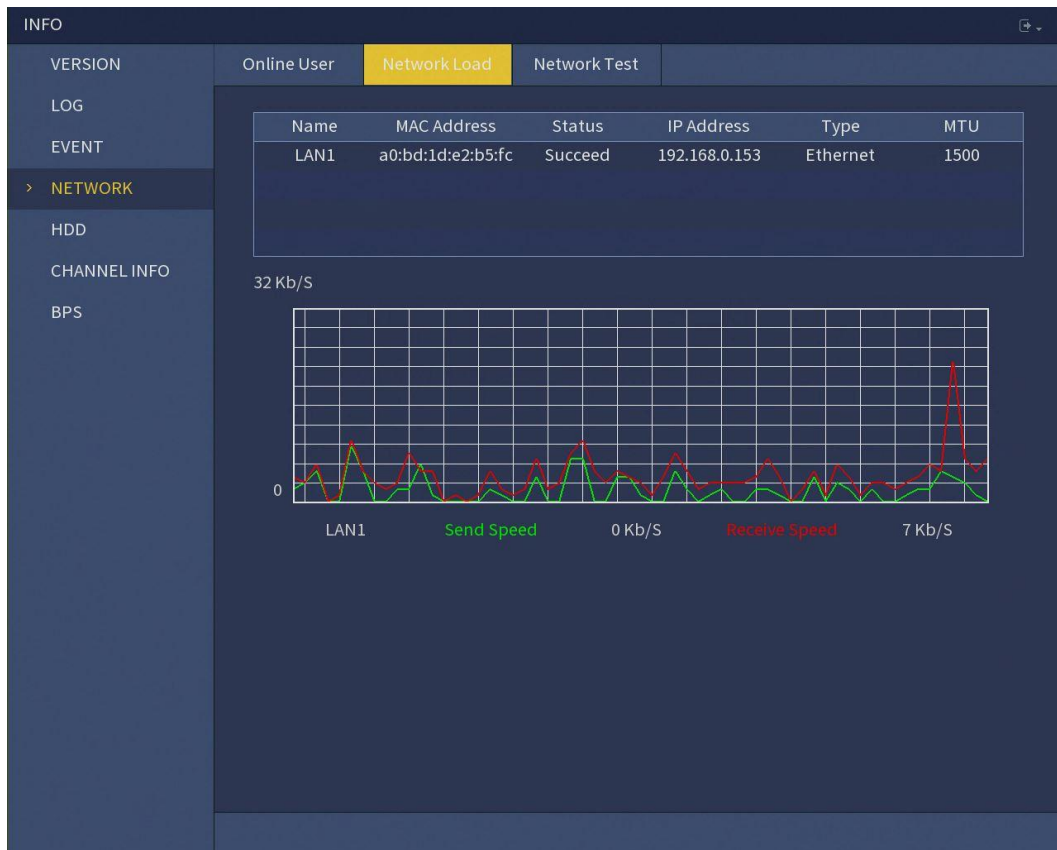 INFO
VERSION
LOG
EVENT
NETWORK
HDD
CHANNEL INFO
BPS
Online User Network Load Network Test
Name MAC Address Status IP Address Type MTU
LAN1 a0:bd:1d:e2:b5:fc Succeed 192.168.0.153 Ethernet 1500
32 Kb/S
0
LAN1 Send Speed 0 Kb/S Receive Speed 7 Kb/S